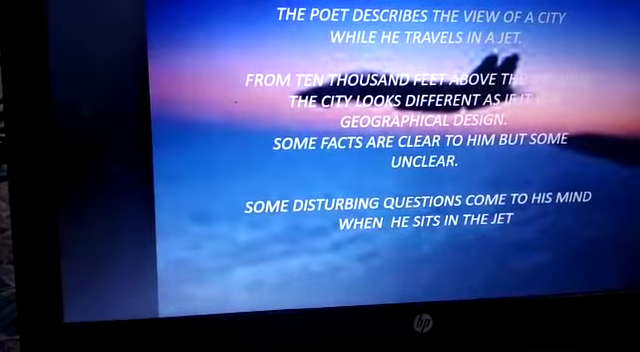 THE POET DESCRIBES THE VIEW OF A CITY
WHILE HE TRAVELS IN A JET.
FROM TEN THOUSAND FEET ABOVE THE
THE CITY LOOKS DIFFERENT AS IF IT
GEOGRAPHICAL DESIGN.
SOME FACTS ARE CLEAR TO HIM BUT SOME
UNCLEAR.
SOME DISTURBING QUESTIONS COME TO HIS MIND
WHEN HE SITS IN THE JET
hp